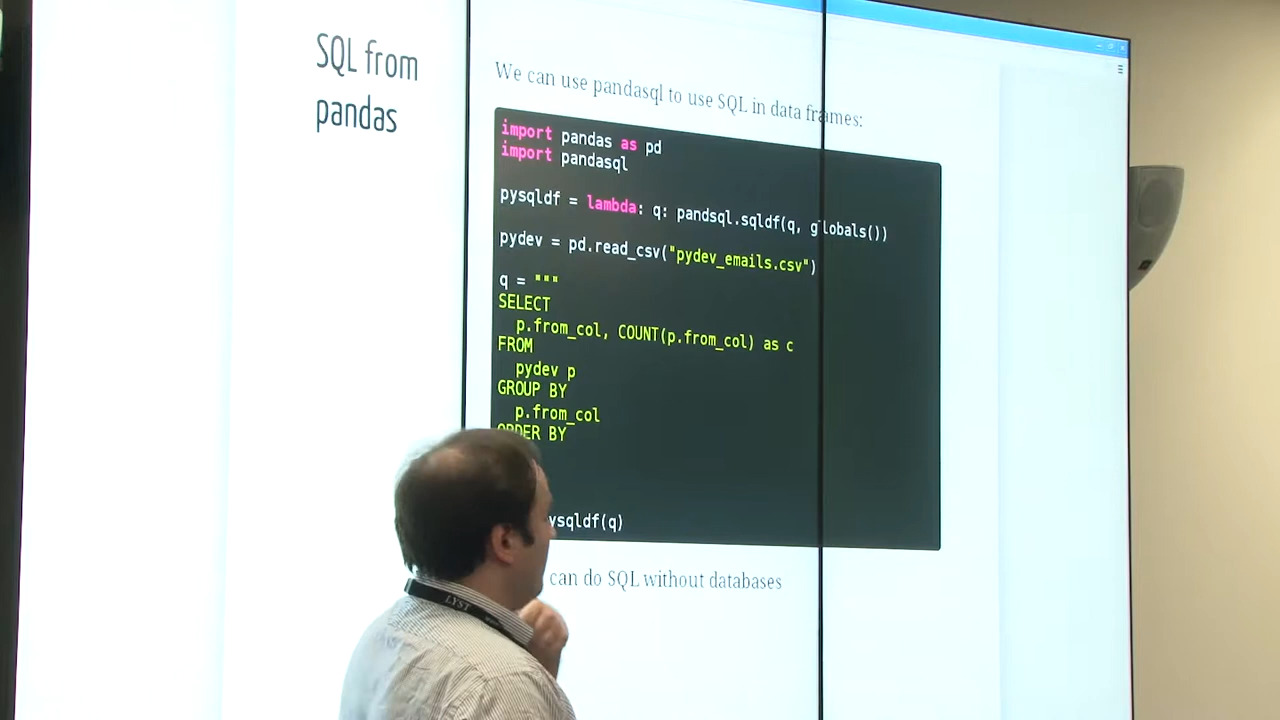 SQL from
pandas
We can use pandasql to use SQL in data frames:
import pandas as pd
import pandasql
pysqldf = lambda: q: pandsql.sqldf(q, globals())
pydev = pd.read_csv("pydev_emails.csv")
q = """
SELECT
p.from_col, COUNT(p.from_col) as c
FROM
pydev p
GROUP BY
p.from_col
ORDER BY
ysqldf(q)
can do SQL without databases
LYST